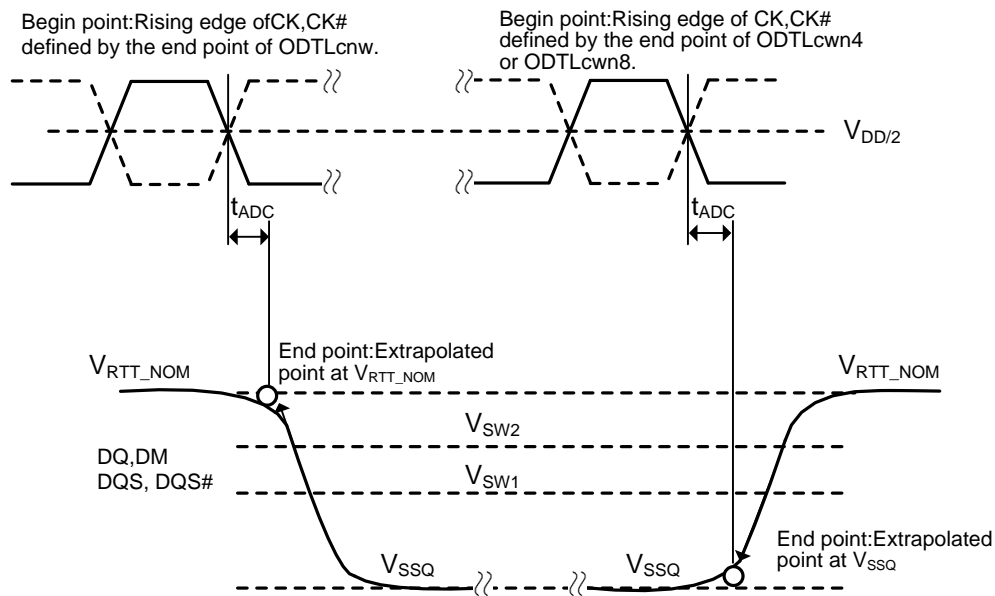 Begin point:Rising edge ofCK,CK#
defined by the end point of ODTLcnw.
Begin point:Rising edge of CK,CK#
defined by the end point of ODTLcwn4
or ODTLcwn8.
VDD/2
tADC
tADC
End point:Extrapolated
point at VRTT_NOM
VRTT_NOM
VRTT_NOM
VSW2
DQ,DM
DQS, DQS#
VSW1
End point:Extrapolated
point at VSSQ
VSSQ
VSSQ